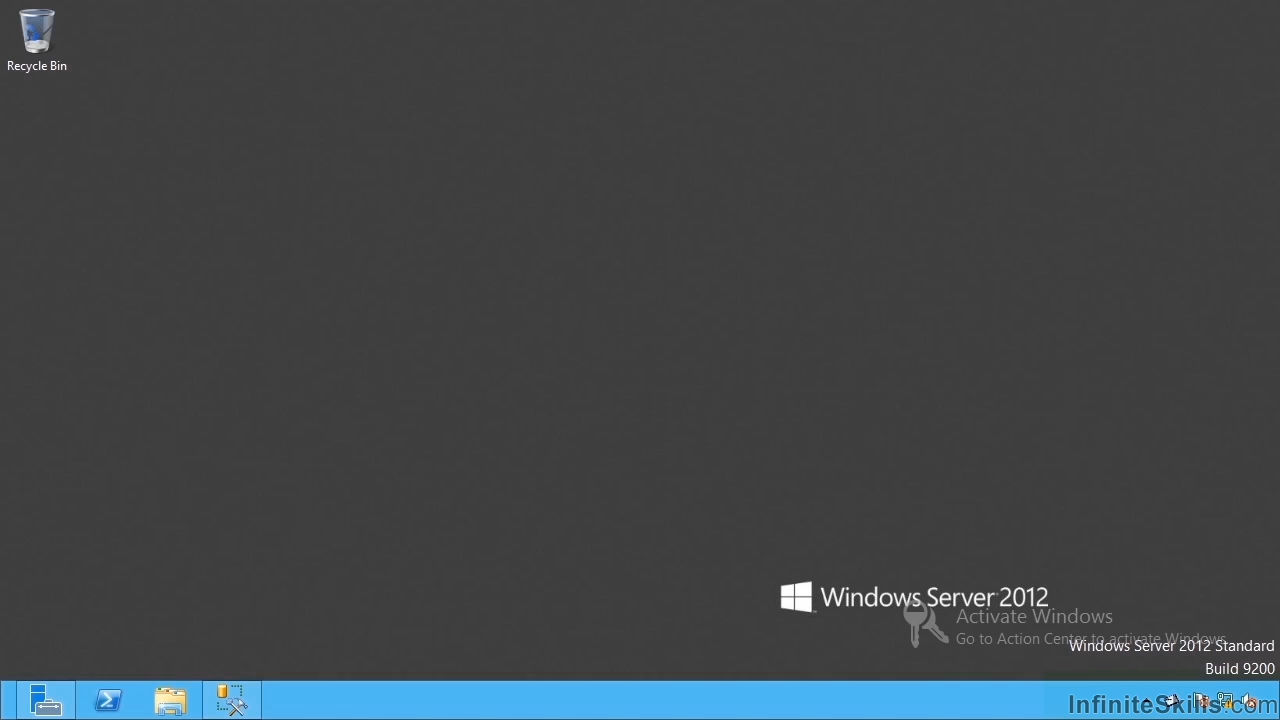 Recycle Bin
Windows Server 2012
Activate Windows
Go to Action Center to activate Windows.
Windows Server 2012 Standard
Build 9200
InfiniteSkills.com